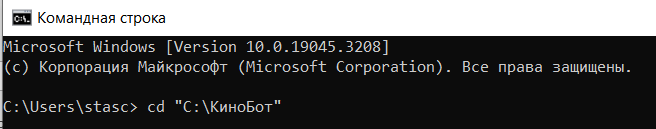 Командная строка
Microsoft Windows [Version 10.0.19045.3208]
(c) Корпорация Майкрософт (Microsoft Corporation). Все права защищены.
C:\Users\stasc> cd "C:\КиноБот"